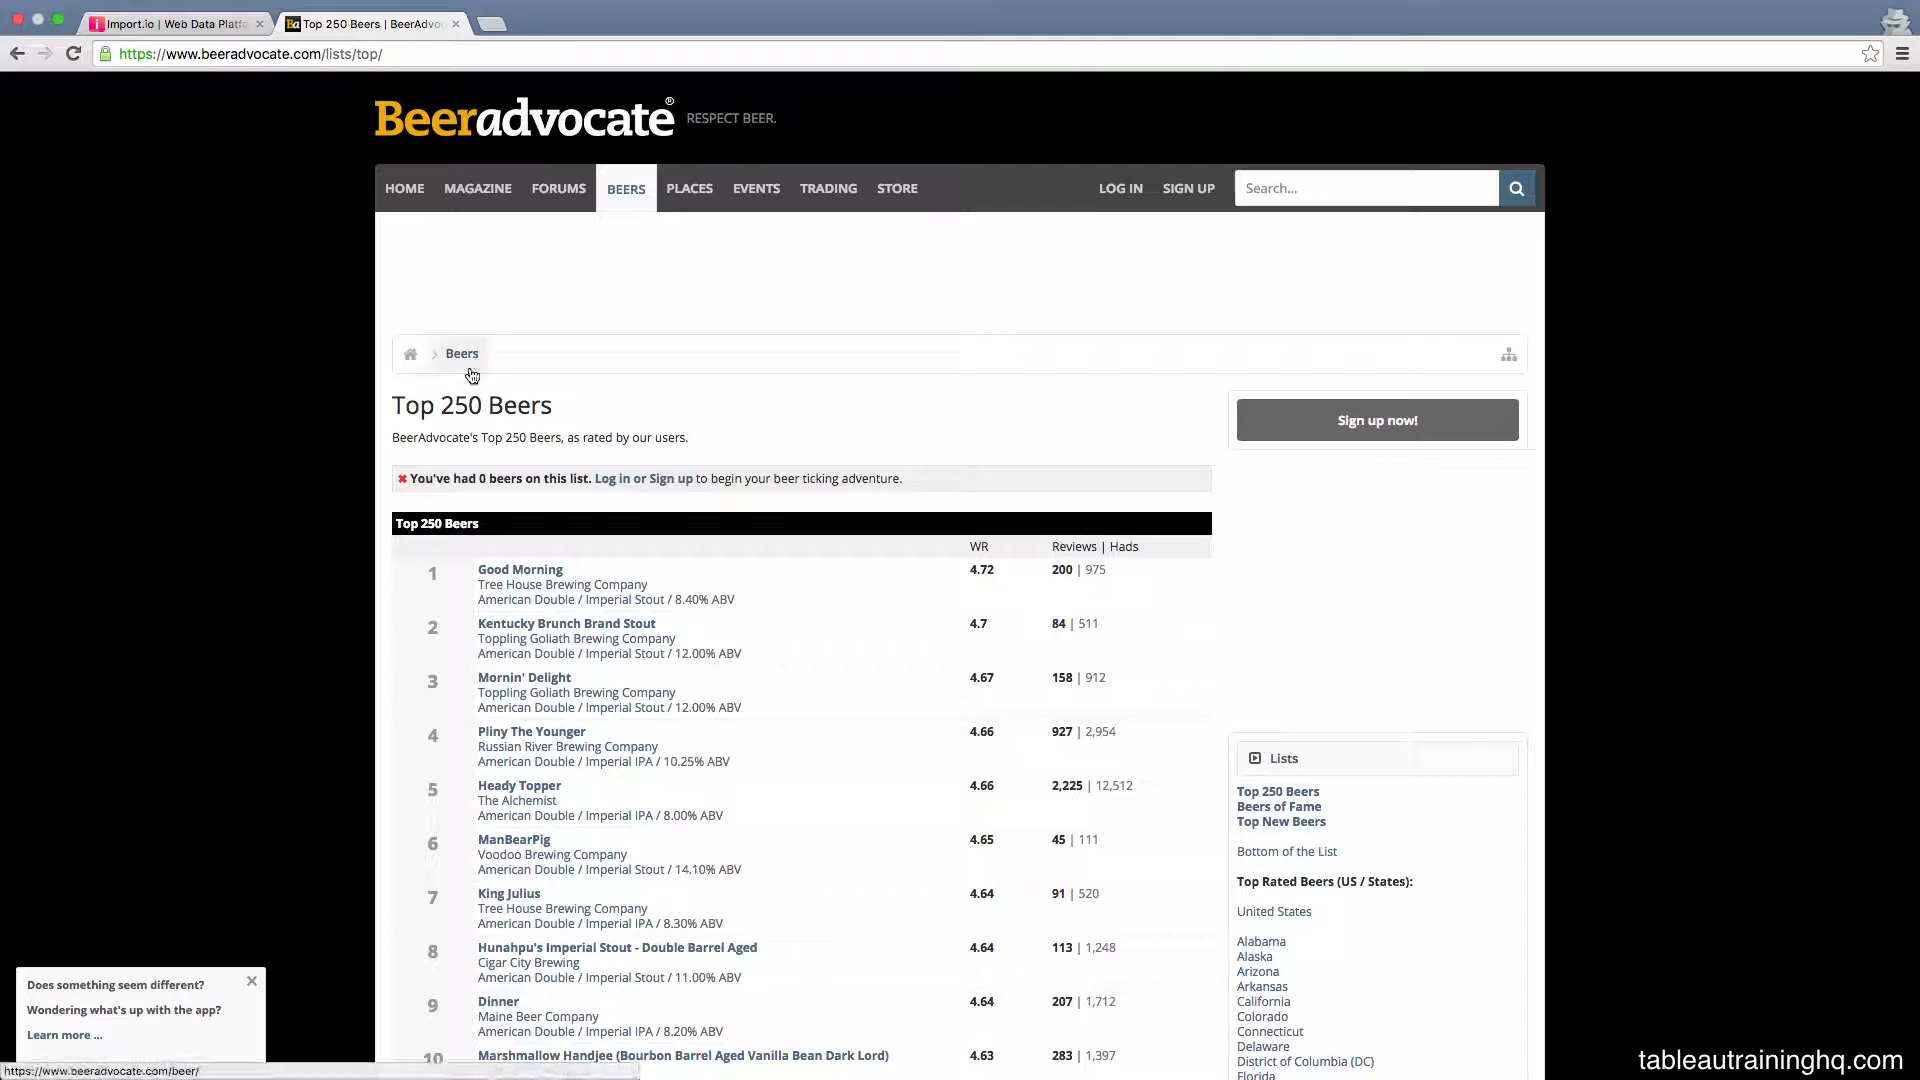 Import.io | Web Data Platfo
Top 250 Beers | BeerAdvo
https://www.beeradvocate.com/lists/top/
Beeradvocate® RESPECT BEER.
HOME MAGAZINE FORUMS BEERS PLACES EVENTS TRADING STORE LOG IN SIGN UP Search...
Beers
Top 250 Beers
BeerAdvocate's Top 250 Beers, as rated by our users.
Sign up now!
✖ You've had 0 beers on this list. Log in or Sign up to begin your beer ticking adventure.
Top 250 Beers
WR Reviews | Hads
1 Good Morning 4.72 200 | 975
Tree House Brewing Company
American Double / Imperial Stout / 8.40% ABV
2 Kentucky Brunch Brand Stout 4.7 84 | 511
Toppling Goliath Brewing Company
American Double / Imperial Stout / 12.00% ABV
3 Mornin' Delight 4.67 158 | 912
Toppling Goliath Brewing Company
American Double / Imperial Stout / 12.00% ABV
4 Pliny The Younger 4.66 927 | 2,954
Russian River Brewing Company
American Double / Imperial IPA / 10.25% ABV
5 Heady Topper 4.66 2,225 | 12,512
The Alchemist
American Double / Imperial IPA / 8.00% ABV
6 ManBearPig 4.65 45 | 111
Voodoo Brewing Company
American Double / Imperial Stout / 14.10% ABV
7 King Julius 4.64 91 | 520
Tree House Brewing Company
American Double / Imperial IPA / 8.30% ABV
8 Hunahpu's Imperial Stout - Double Barrel Aged 4.64 113 | 1,248
Cigar City Brewing
American Double / Imperial Stout / 11.00% ABV
9 Dinner 4.64 207 | 1,712
Maine Beer Company
American Double / Imperial IPA / 8.20% ABV
10 Marshmallow Handjee (Bourbon Barrel Aged Vanilla Bean Dark Lord) 4.63 283 | 1,397
Lists
Top 250 Beers
Beers of Fame
Top New Beers
Bottom of the List
Top Rated Beers (US / States):
United States
Alabama
Alaska
Arizona
Arkansas
California
Colorado
Connecticut
Delaware
District of Columbia (DC)
Florida
Does something seem different?
Wondering what's up with the app?
Learn more ...
https://www.beeradvocate.com/beer/
tableautraininghq.com